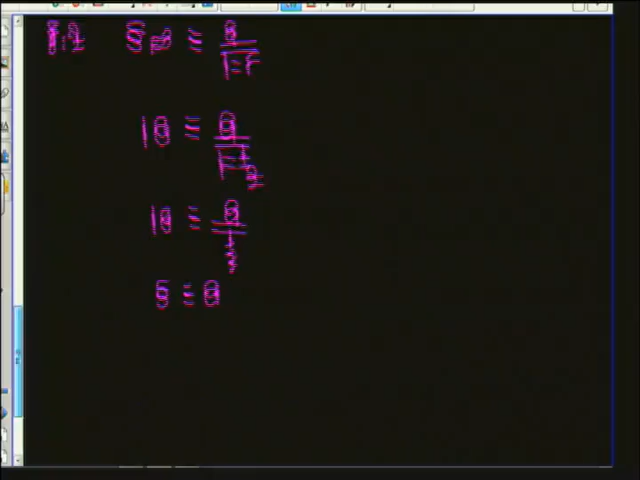 S∞ = a/(1-r)
10 = a/(1-1/2)
10 = a/(1/2)
5 = a